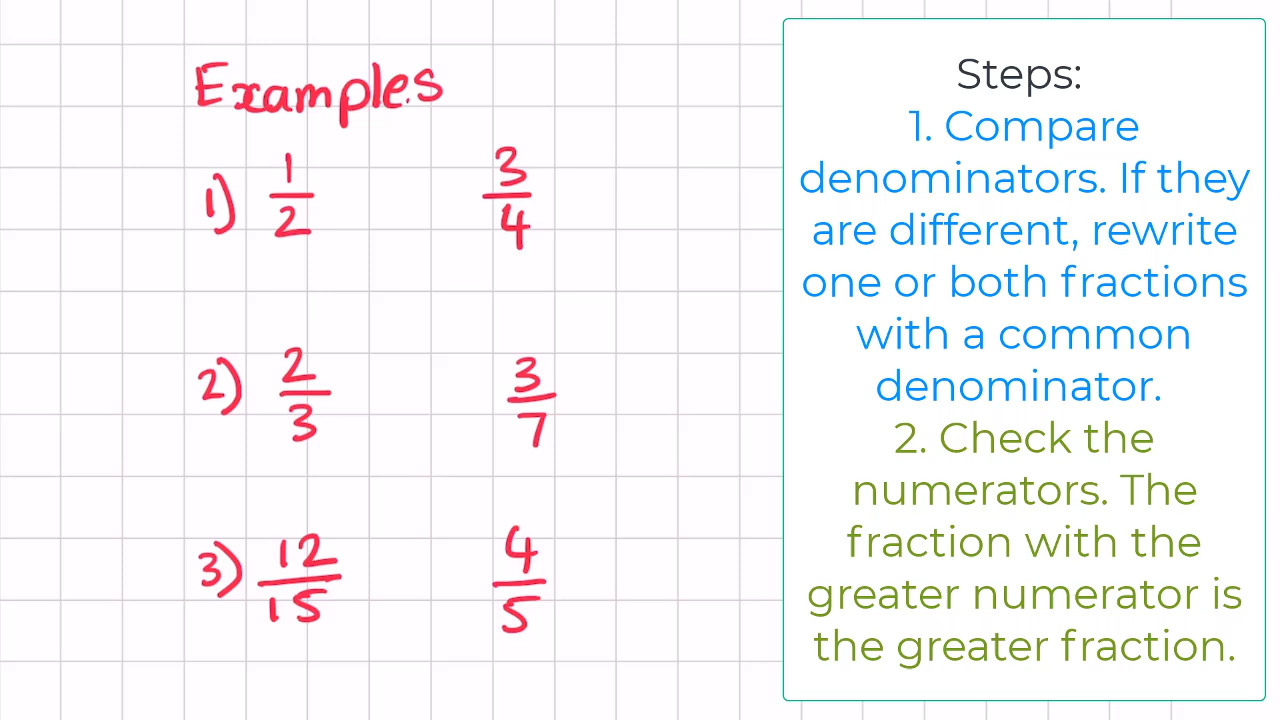 Examples
1) 1/2 3/4
2) 2/3 3/7
3) 12/15 4/5
Steps:
1. Compare
denominators. If they
are different, rewrite
one or both fractions
with a common
denominator.
2. Check the
numerators. The
fraction with the
greater numerator is
the greater fraction.